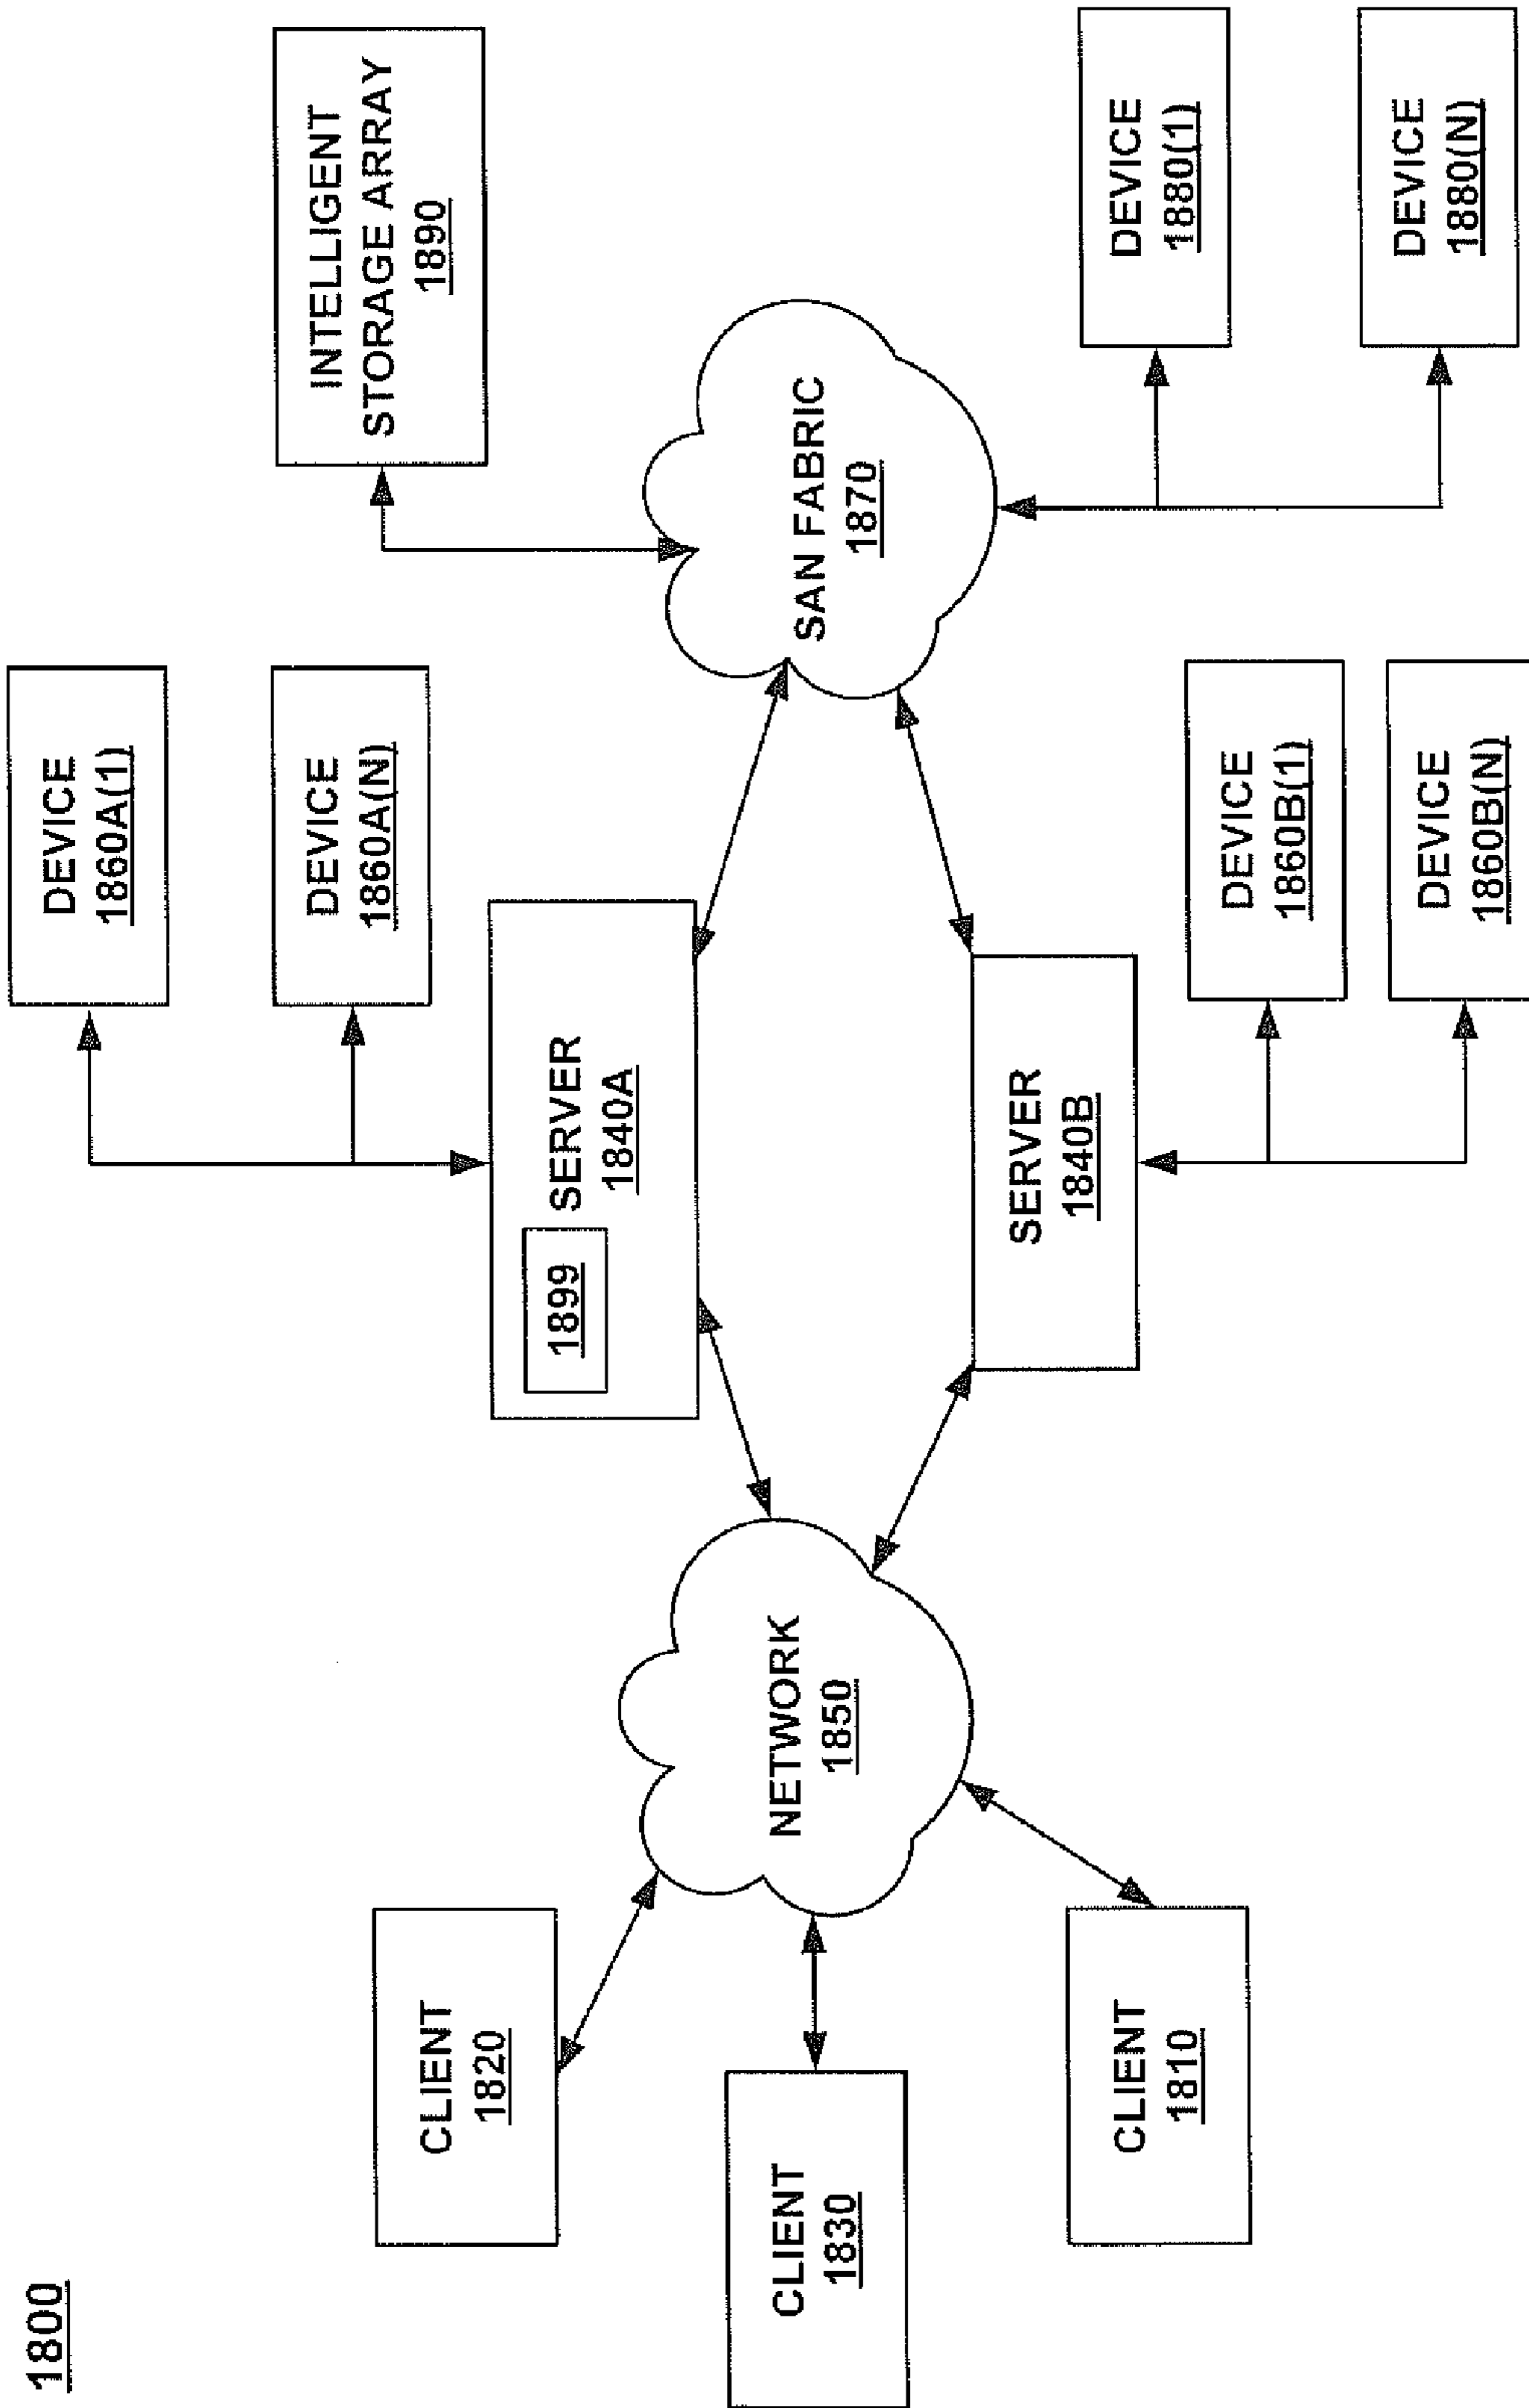 1800
DEVICE
1860A(1)
DEVICE
1860A(N)
INTELLIGENT
STORAGE ARRAY
1890
CLIENT
1820
1899
SERVER
1840A
CLIENT
1830
NETWORK
1850
SAN FABRIC
1870
CLIENT
1810
SERVER
1840B
DEVICE
1860B(1)
DEVICE
1860B(N)
DEVICE
1880(1)
DEVICE
1880(N)